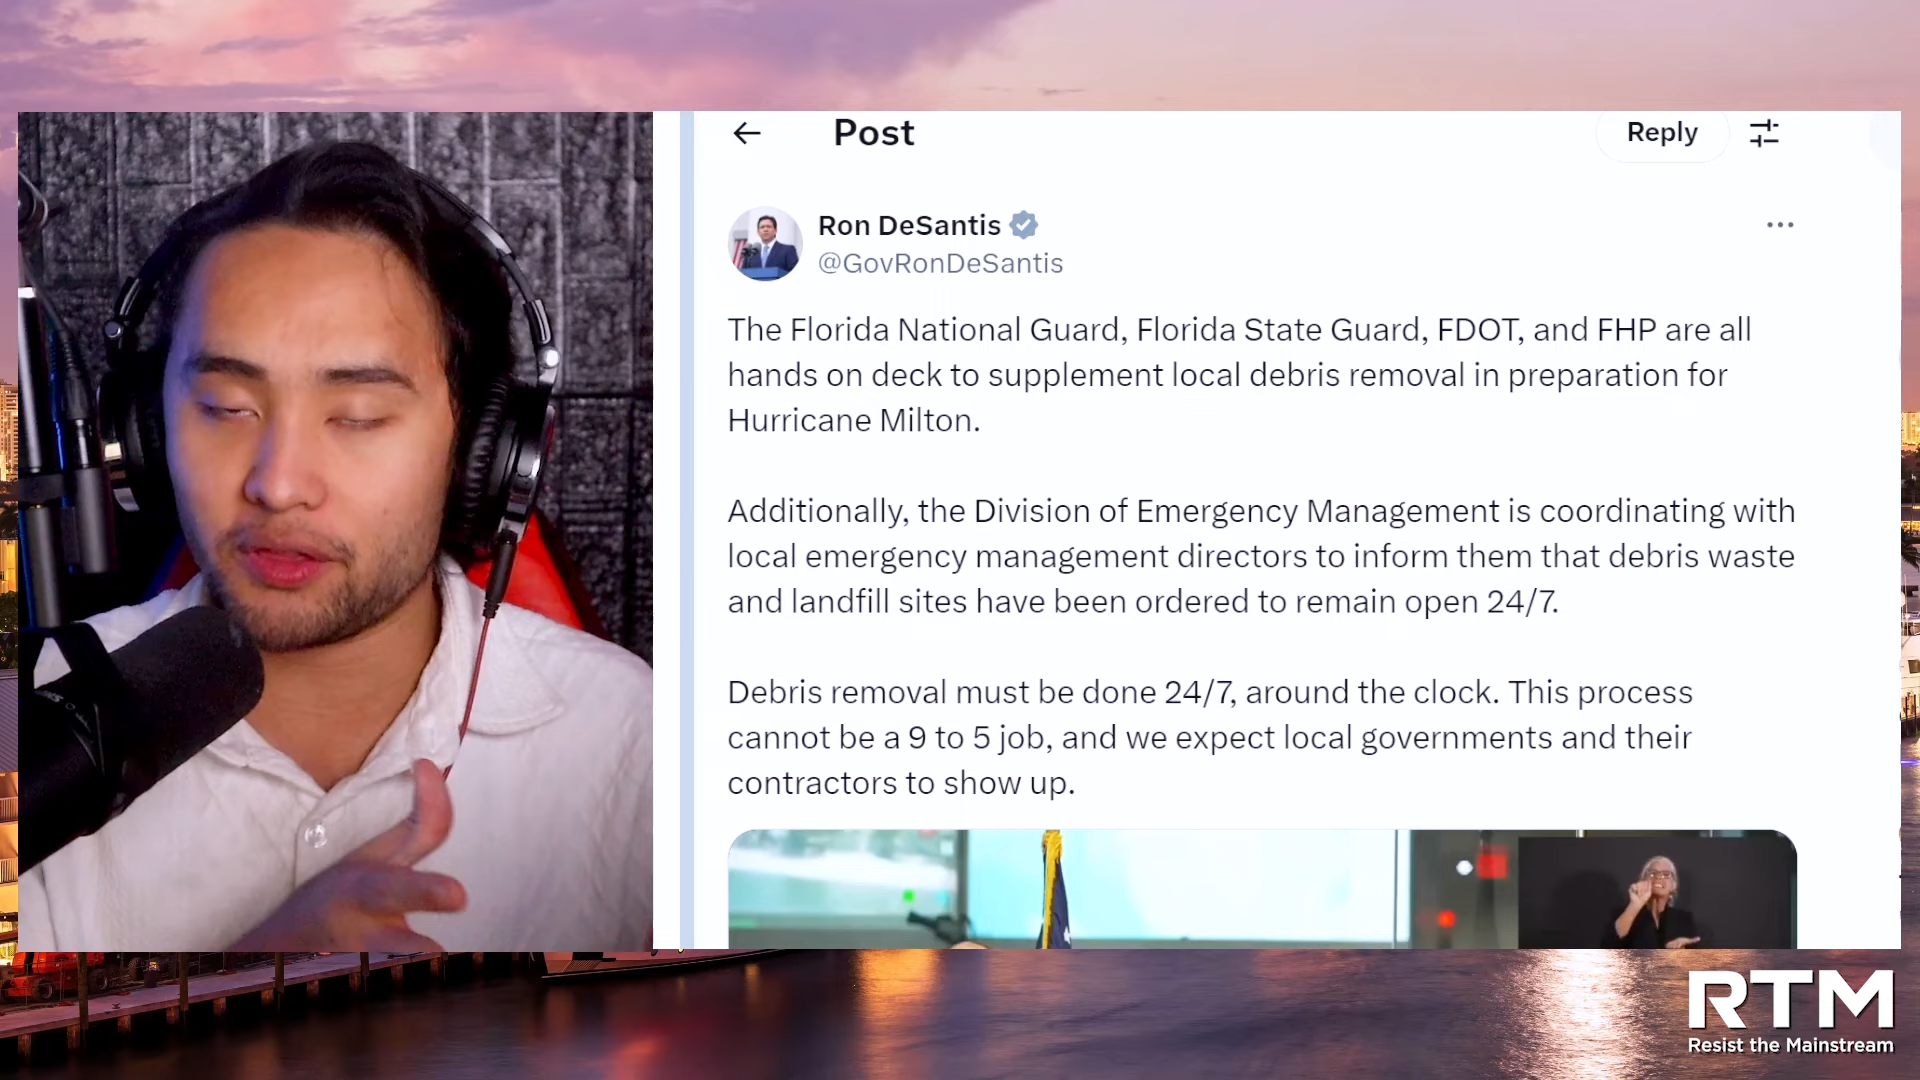 Post
Reply
Ron DeSantis
@GovRonDeSantis
The Florida National Guard, Florida State Guard, FDOT, and FHP are all
hands on deck to supplement local debris removal in preparation for
Hurricane Milton.
Additionally, the Division of Emergency Management is coordinating with
local emergency management directors to inform them that debris waste
and landfill sites have been ordered to remain open 24/7.
Debris removal must be done 24/7, around the clock. This process
cannot be a 9 to 5 job, and we expect local governments and their
contractors to show up.
RTM
Resist the Mainstream